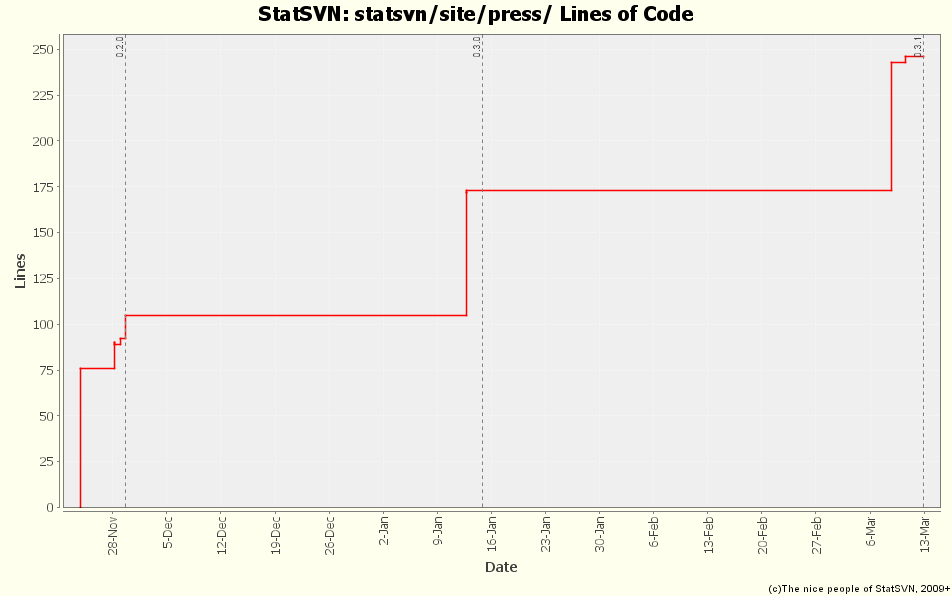 StatSVN: statsvn/site/press/ Lines of Code
0.2.0
0.3.0
0.3.1
250
225
200
175
150
125
100
75
50
25
0
Lines
28-Nov
5-Dec
12-Dec
19-Dec
26-Dec
2-Jan
9-Jan
16-Jan
23-Jan
30-Jan
6-Feb
13-Feb
20-Feb
27-Feb
6-Mar
13-Mar
Date
(c)The nice people of StatSVN, 2009+